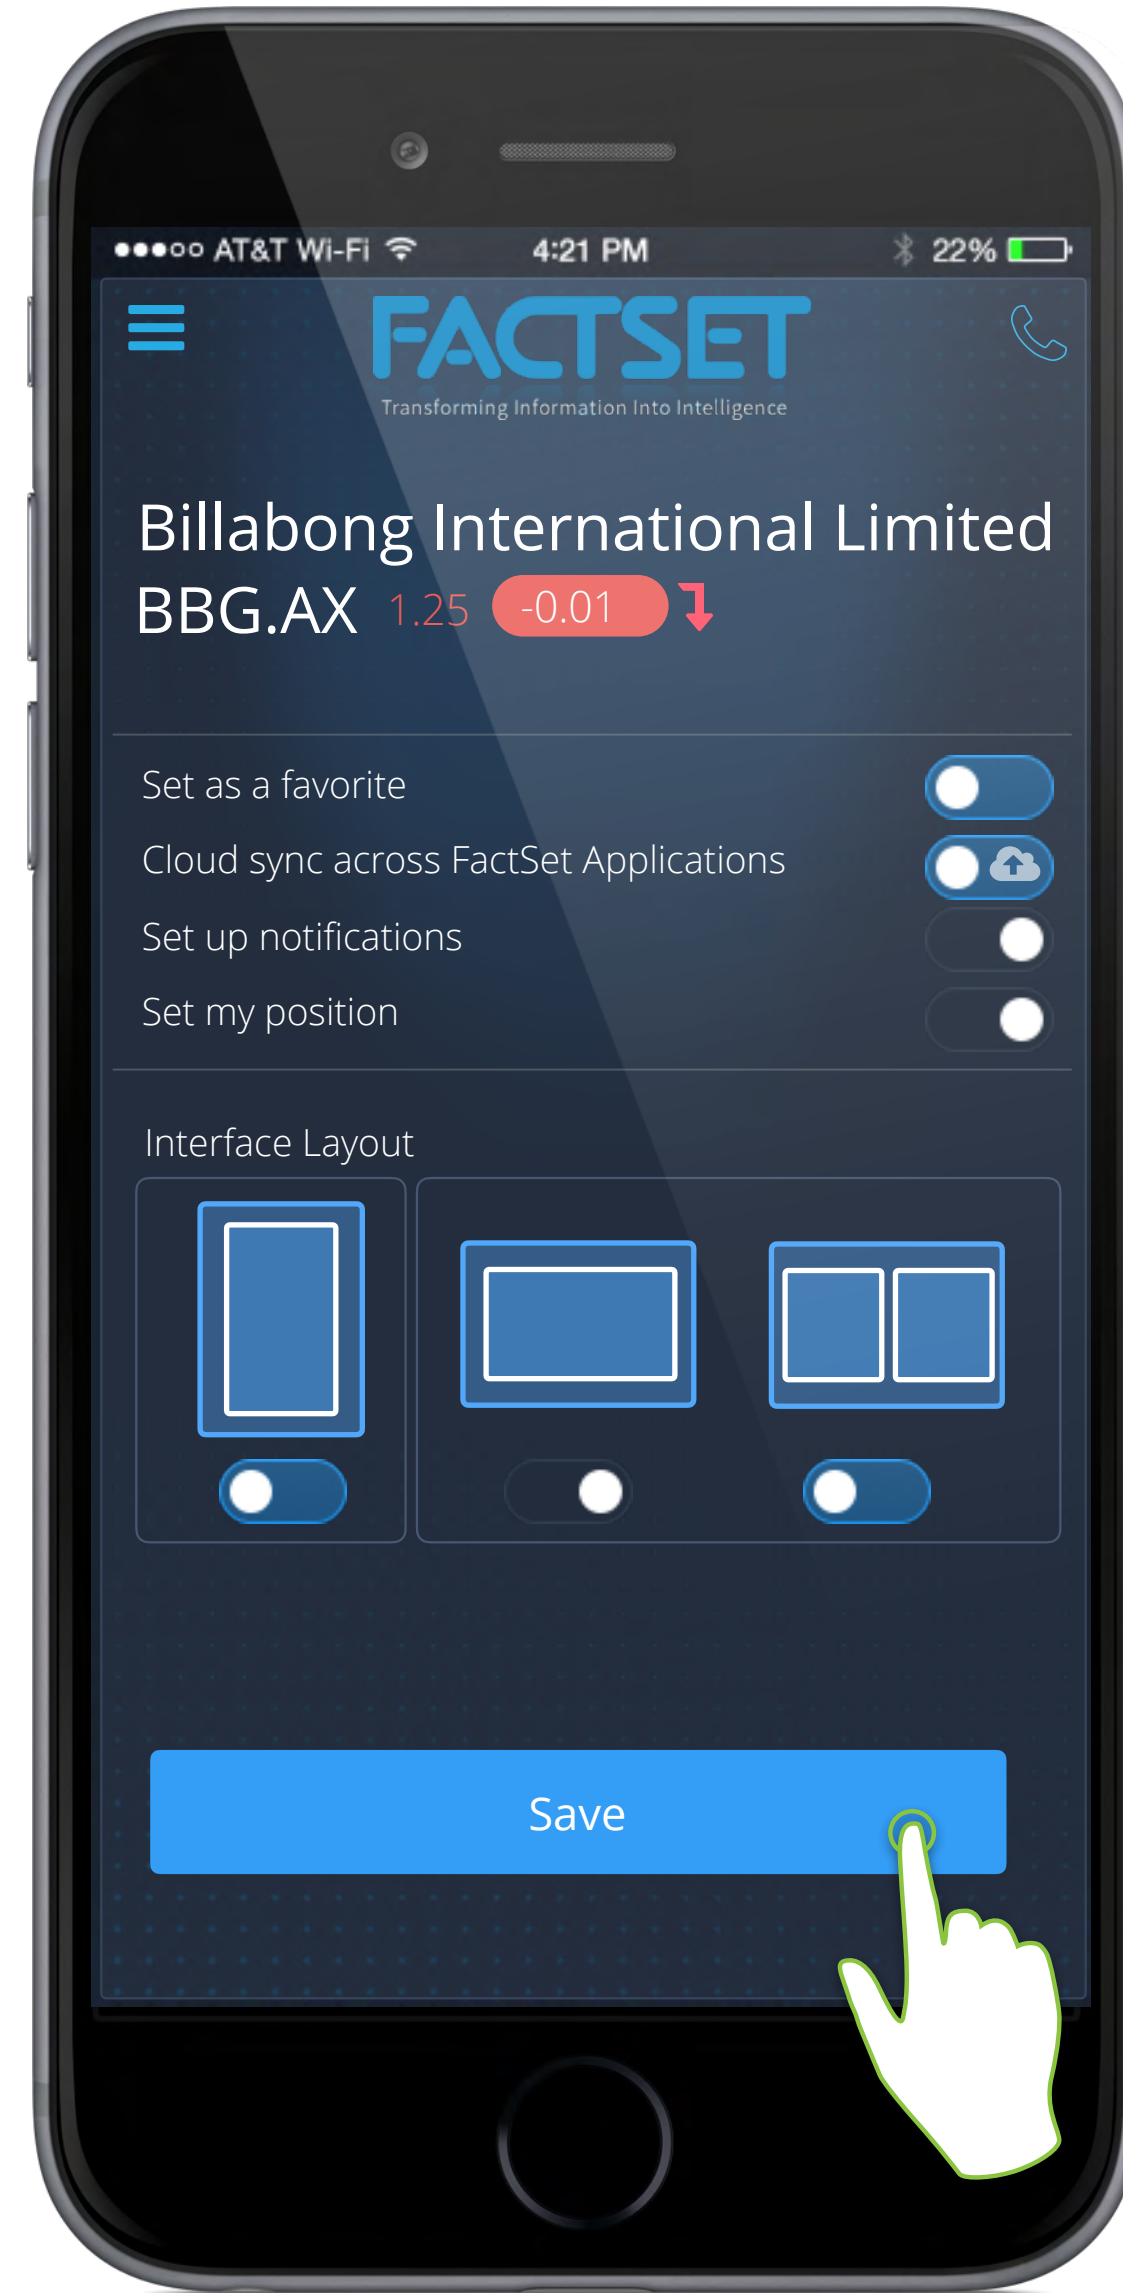 AT&T Wi-Fi 4:21 PM 22%
FACTSET
Transforming Information Into Intelligence
Billabong International Limited
BBG.AX 1.25 -0.01
Set as a favorite
Cloud sync across FactSet Applications
Set up notifications
Set my position
Interface Layout
Save